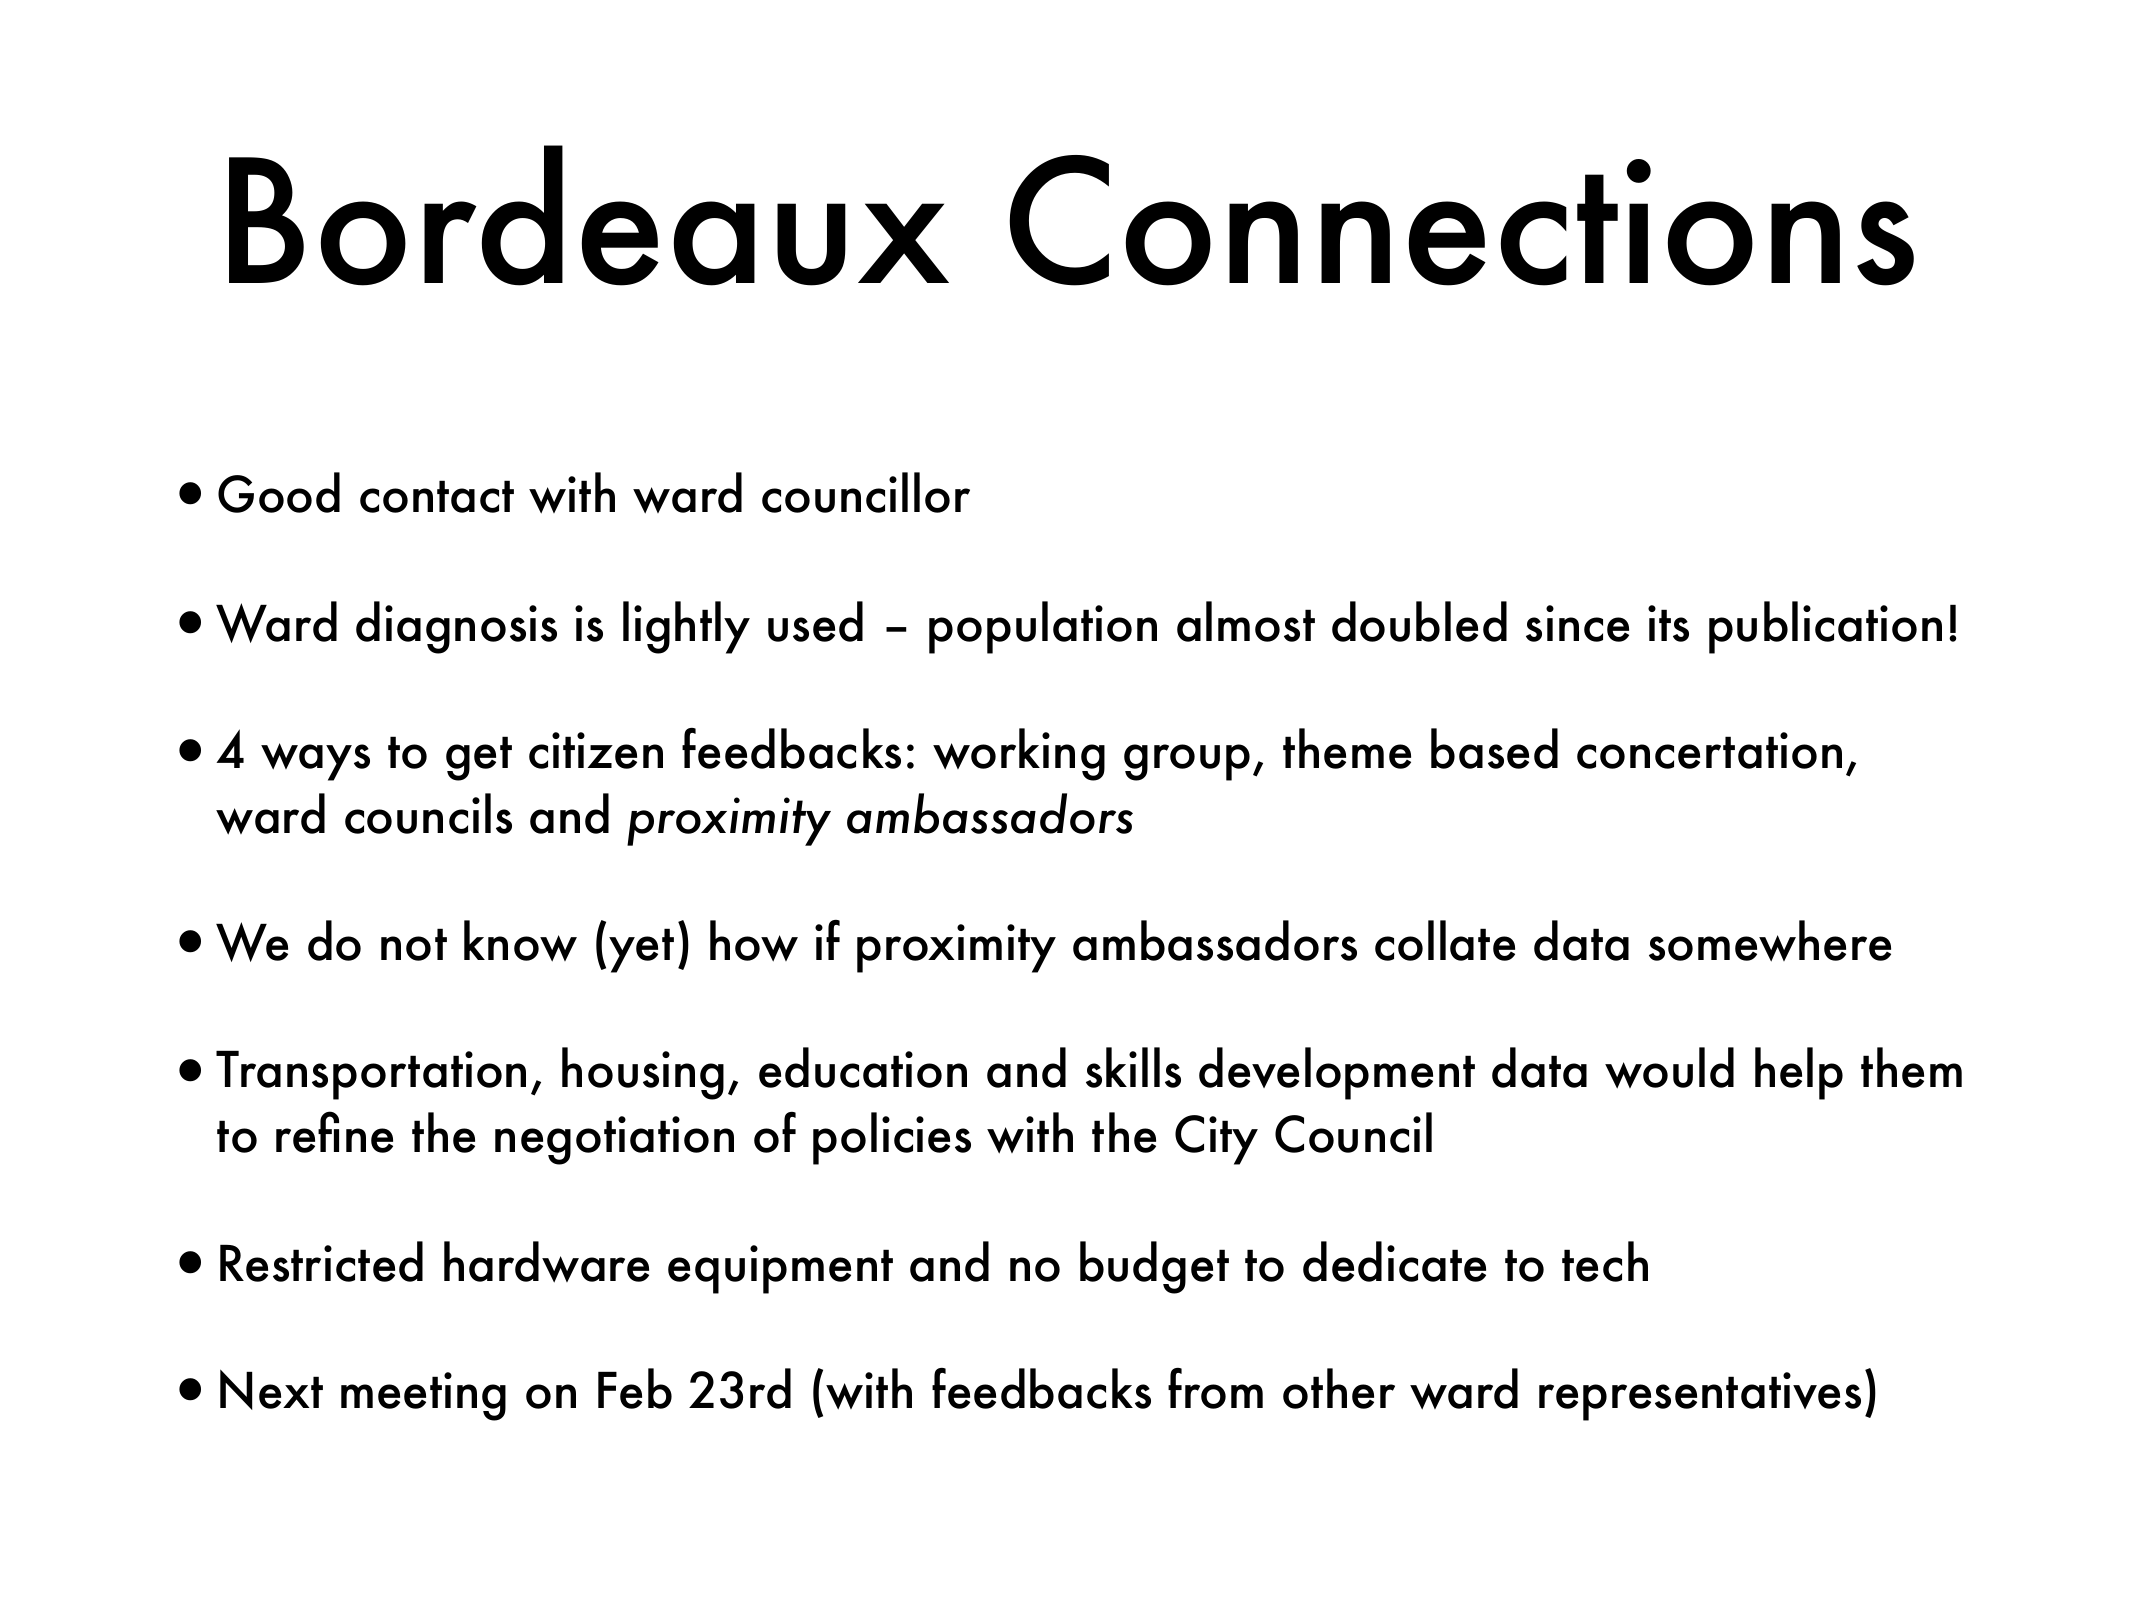 Bordeaux Connections
• Good contact with ward councillor
• Ward diagnosis is lightly used – population almost doubled since its publication!
• 4 ways to get citizen feedbacks: working group, theme based concertation,
ward councils and proximity ambassadors
• We do not know (yet) how if proximity ambassadors collate data somewhere
• Transportation, housing, education and skills development data would help them
to refine the negotiation of policies with the City Council
• Restricted hardware equipment and no budget to dedicate to tech
• Next meeting on Feb 23rd (with feedbacks from other ward representatives)